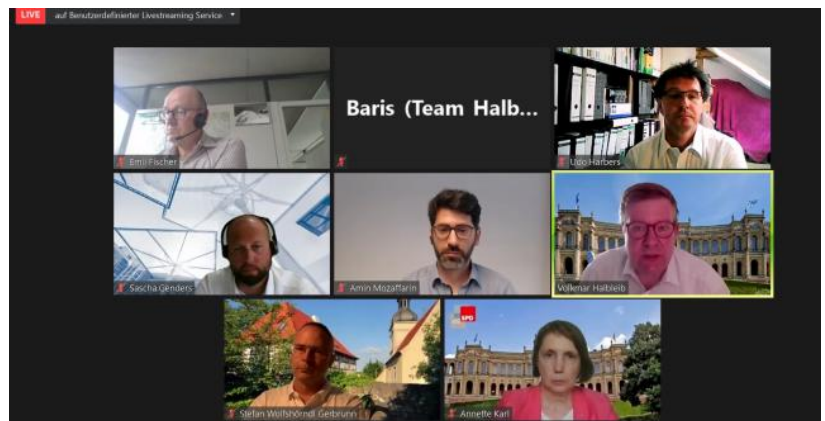 LIVE auf Benutzerdefinierter Livestreaming Service
Emil Fischer
Baris (Team Halb...
Udo Harbers
Sascha Genders
Amin Mozaffarin
Volkmar Halbleib
SPD
Stefan Wolfshörndl Gerbrunn
Annette Karl